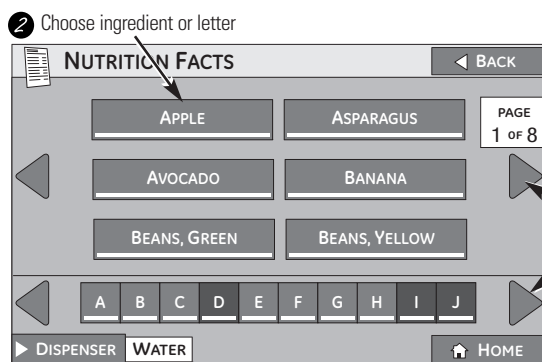 2 Choose ingredient or letter
NUTRITION FACTS
BACK
APPLE
ASPARAGUS
PAGE
1 OF 8
AVOCADO
BANANA
BEANS, GREEN
BEANS, YELLOW
A B C D E F G H I J
DISPENSER WATER
HOME